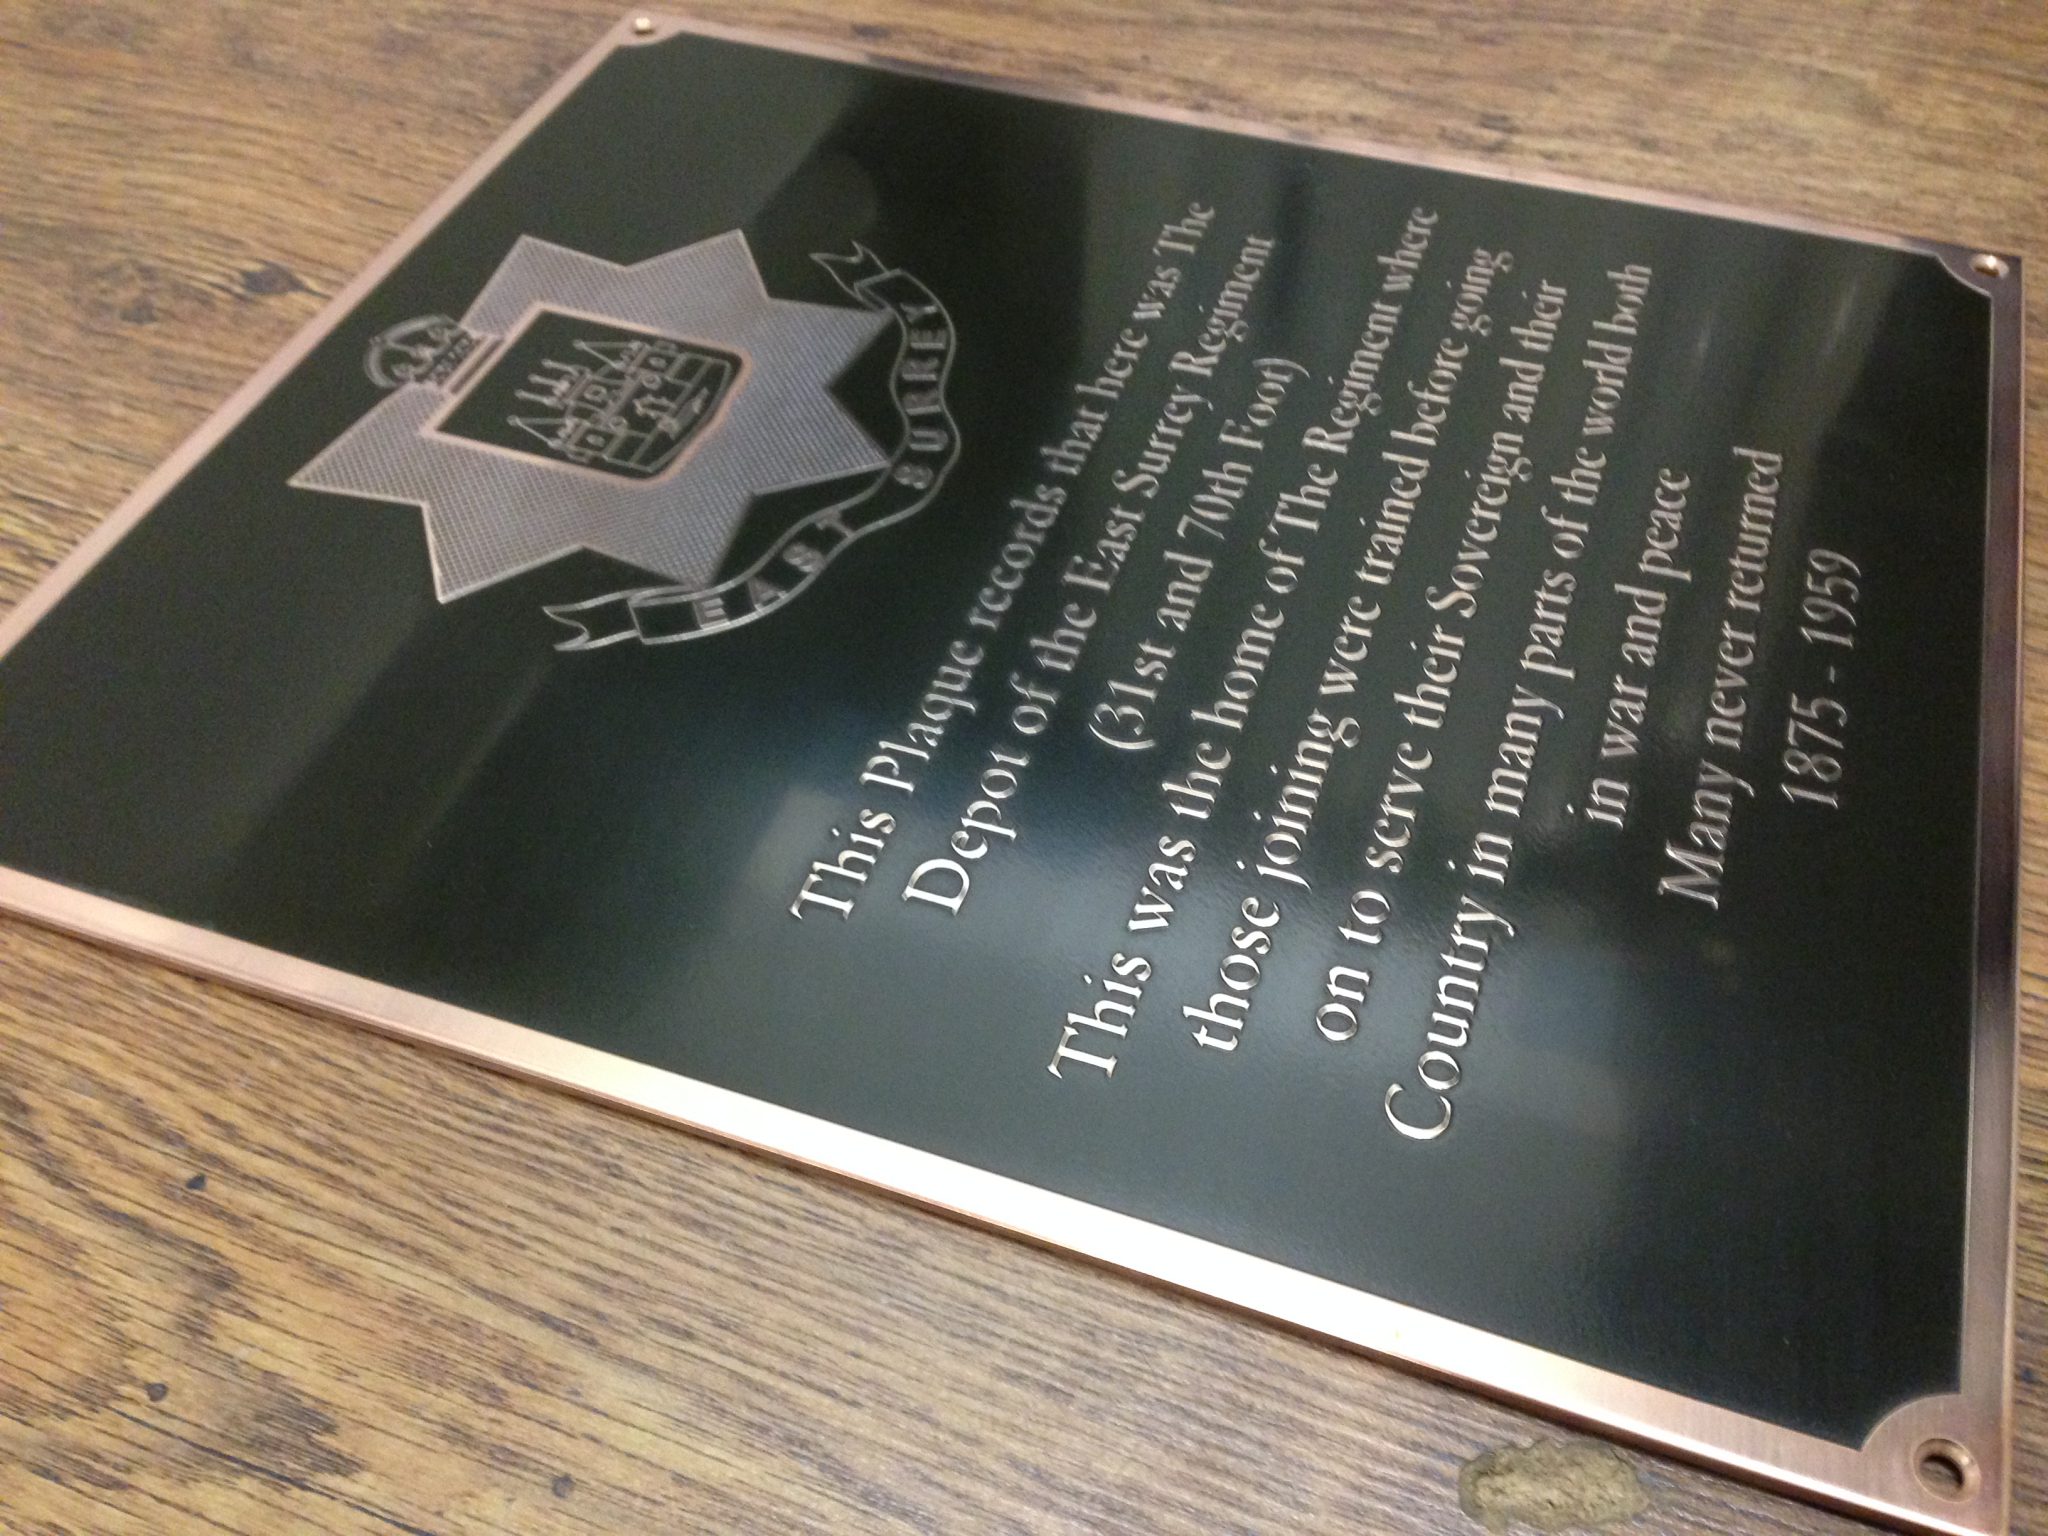 EAST SURREY
This Plaque records that here was The
Depot of the East Surrey Regiment
(31st and 70th Foot)
This was the home of The Regiment where
those joining were trained before going
on to serve their Sovereign and their
Country in many parts of the world both
in war and peace
Many never returned
1875 - 1959